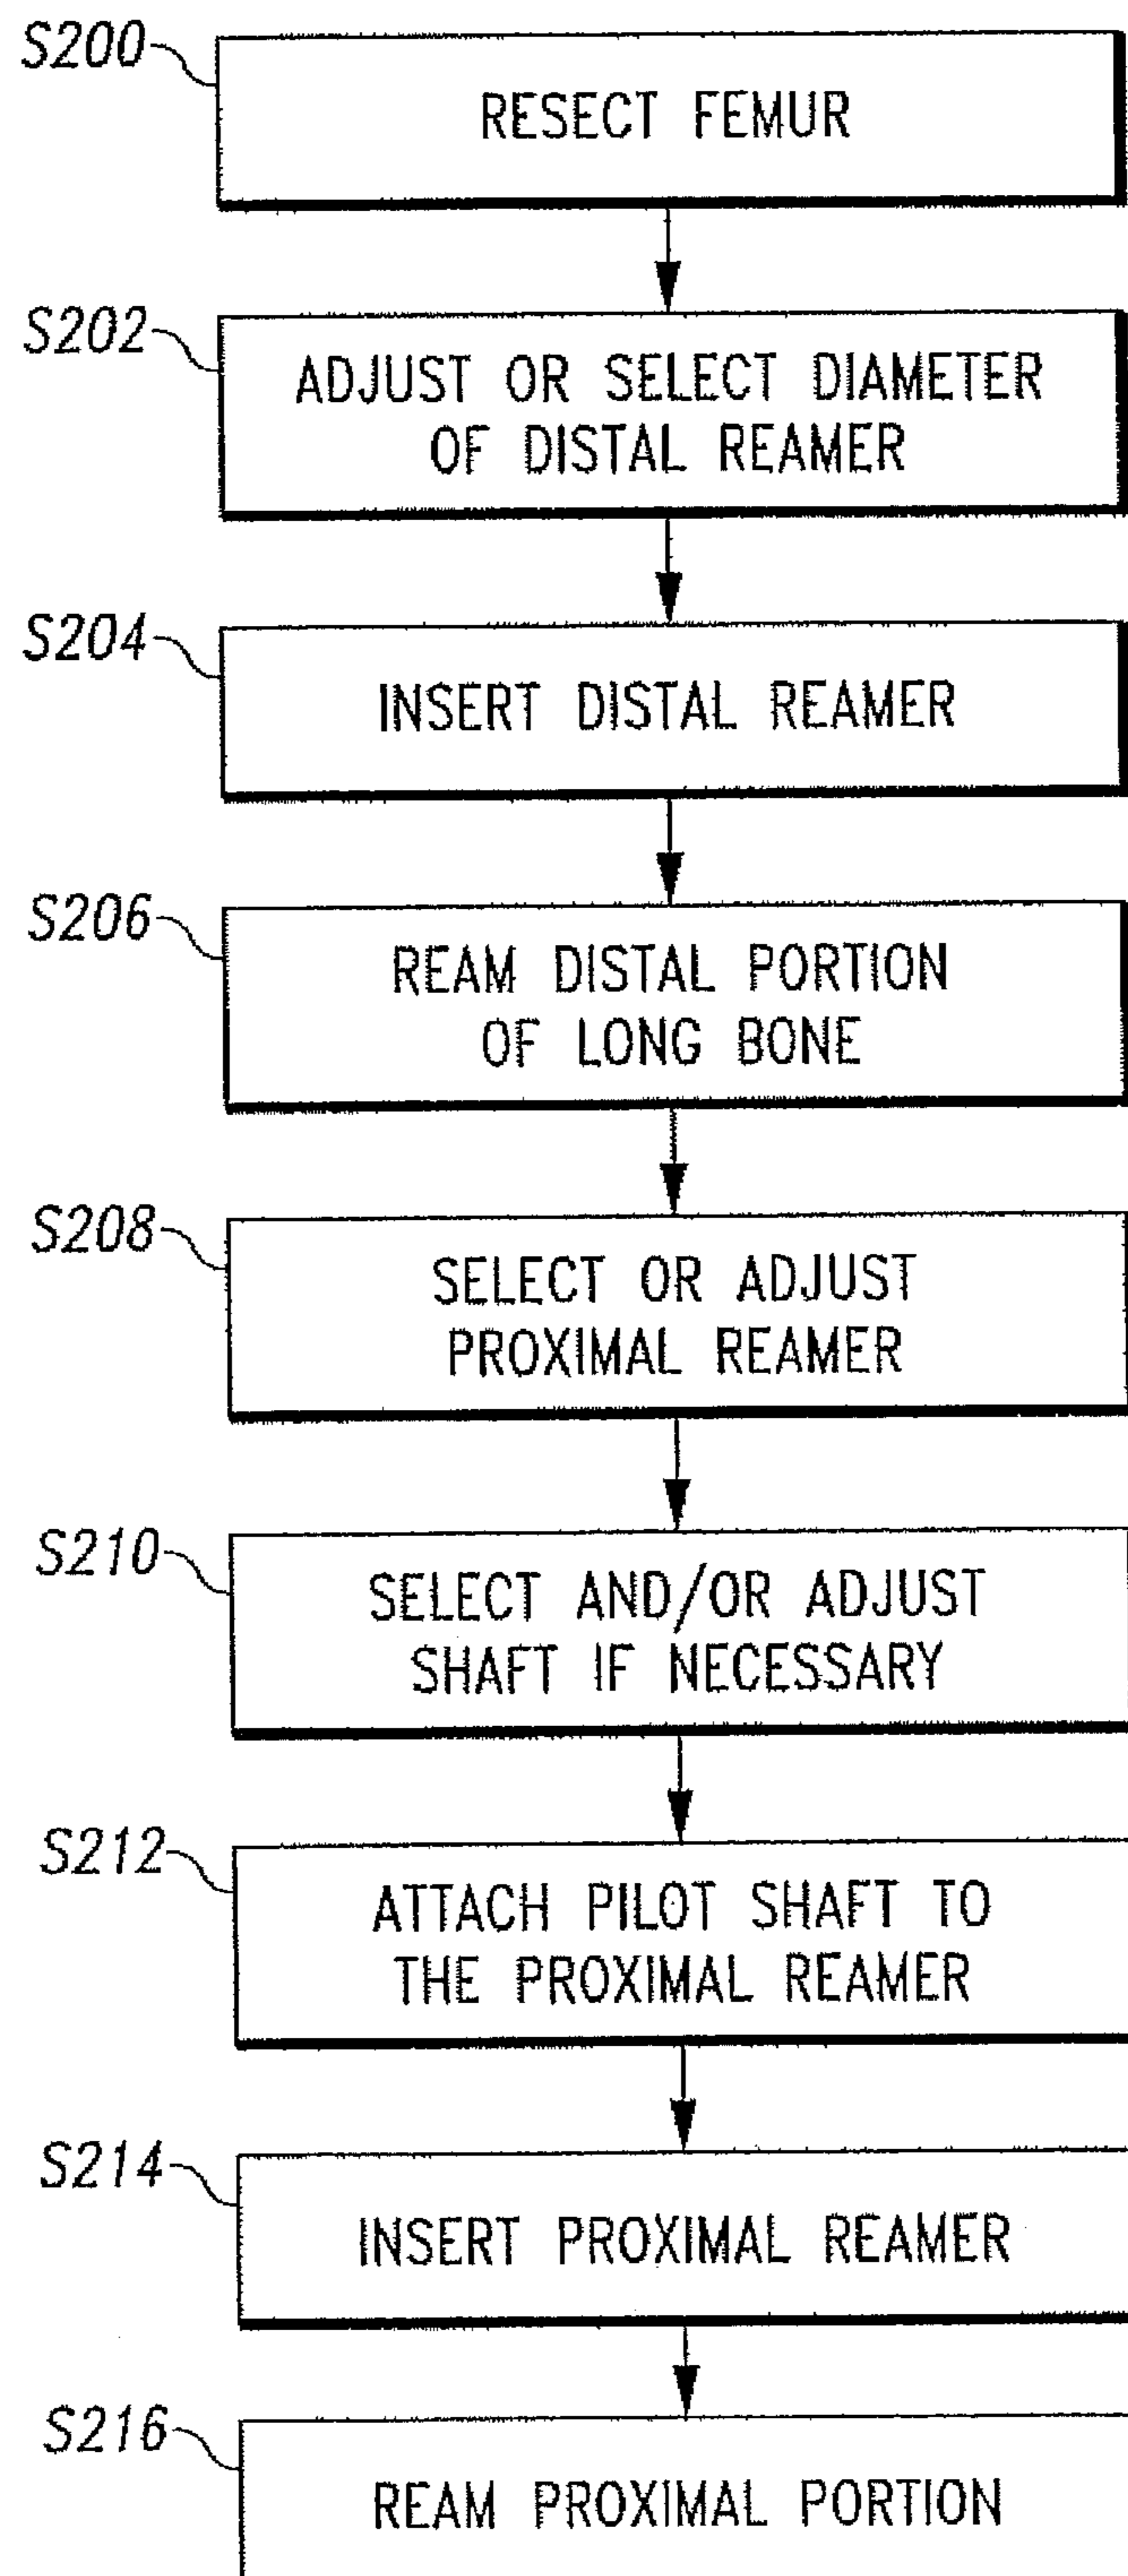 S200
RESECT FEMUR
S202
ADJUST OR SELECT DIAMETER
OF DISTAL REAMER
S204
INSERT DISTAL REAMER
S206
REAM DISTAL PORTION
OF LONG BONE
S208
SELECT OR ADJUST
PROXIMAL REAMER
S210
SELECT AND/OR ADJUST
SHAFT IF NECESSARY
S212
ATTACH PILOT SHAFT TO
THE PROXIMAL REAMER
S214
INSERT PROXIMAL REAMER
S216
REAM PROXIMAL PORTION